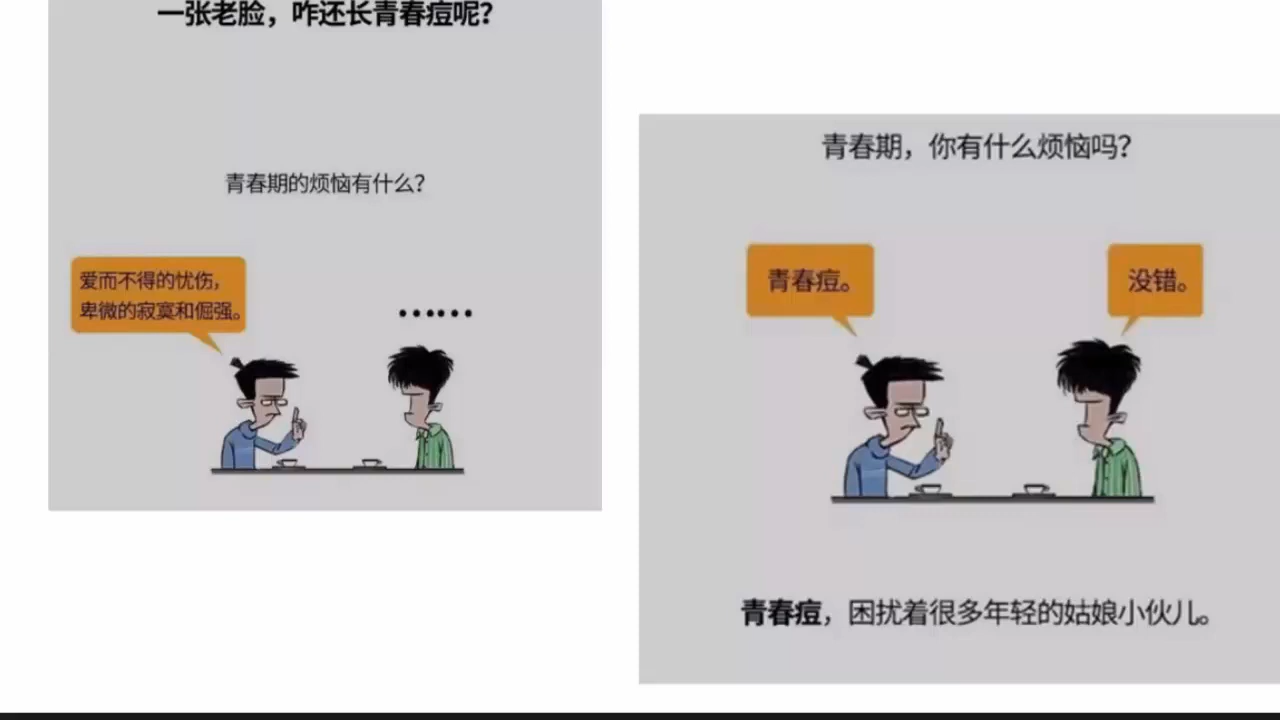 一张老脸，咋还长青春痘呢？
青春期的烦恼有什么？
爱而不得的忧伤，
卑微的寂寞和倔强。
……
青春期，你有什么烦恼吗？
青春痘。
没错。
青春痘，困扰着很多年轻的姑娘小伙儿。